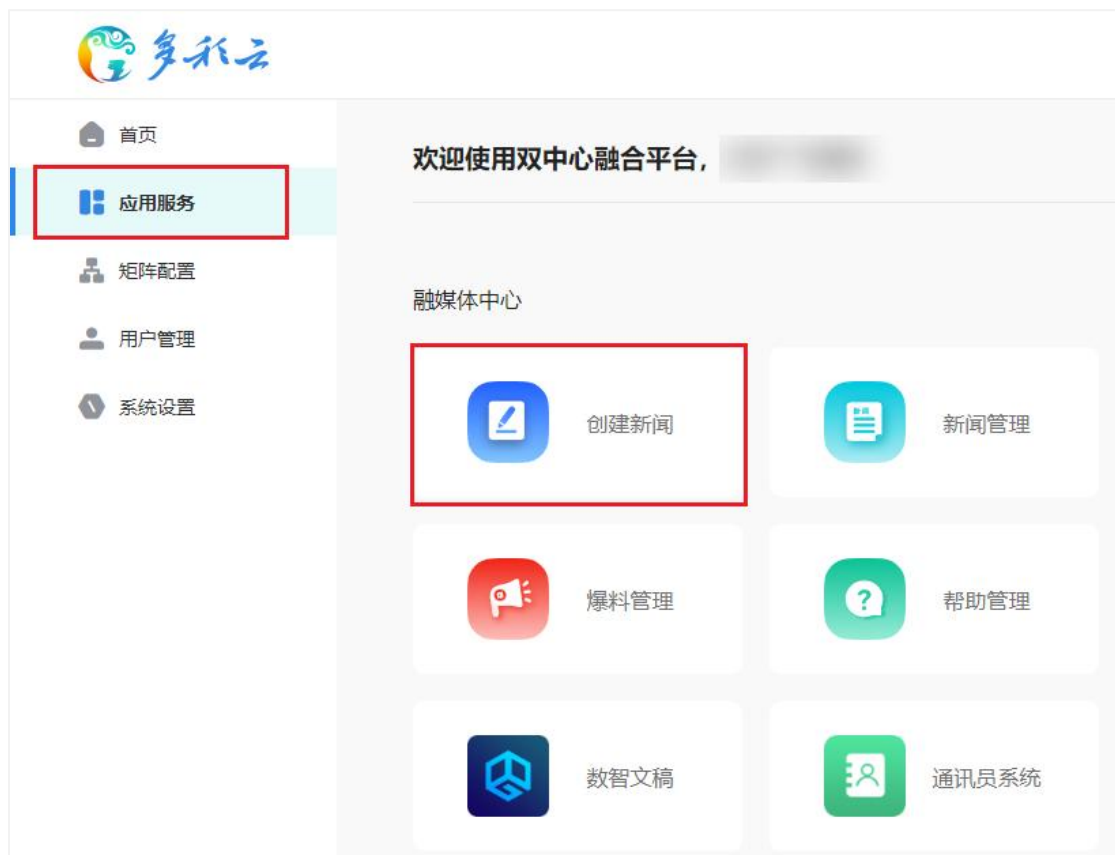 多彩云
首页
应用服务
矩阵配置
用户管理
系统设置
欢迎使用双中心融合平台，
融媒体中心
创建新闻
新闻管理
爆料管理
帮助管理
数智文稿
通讯员系统